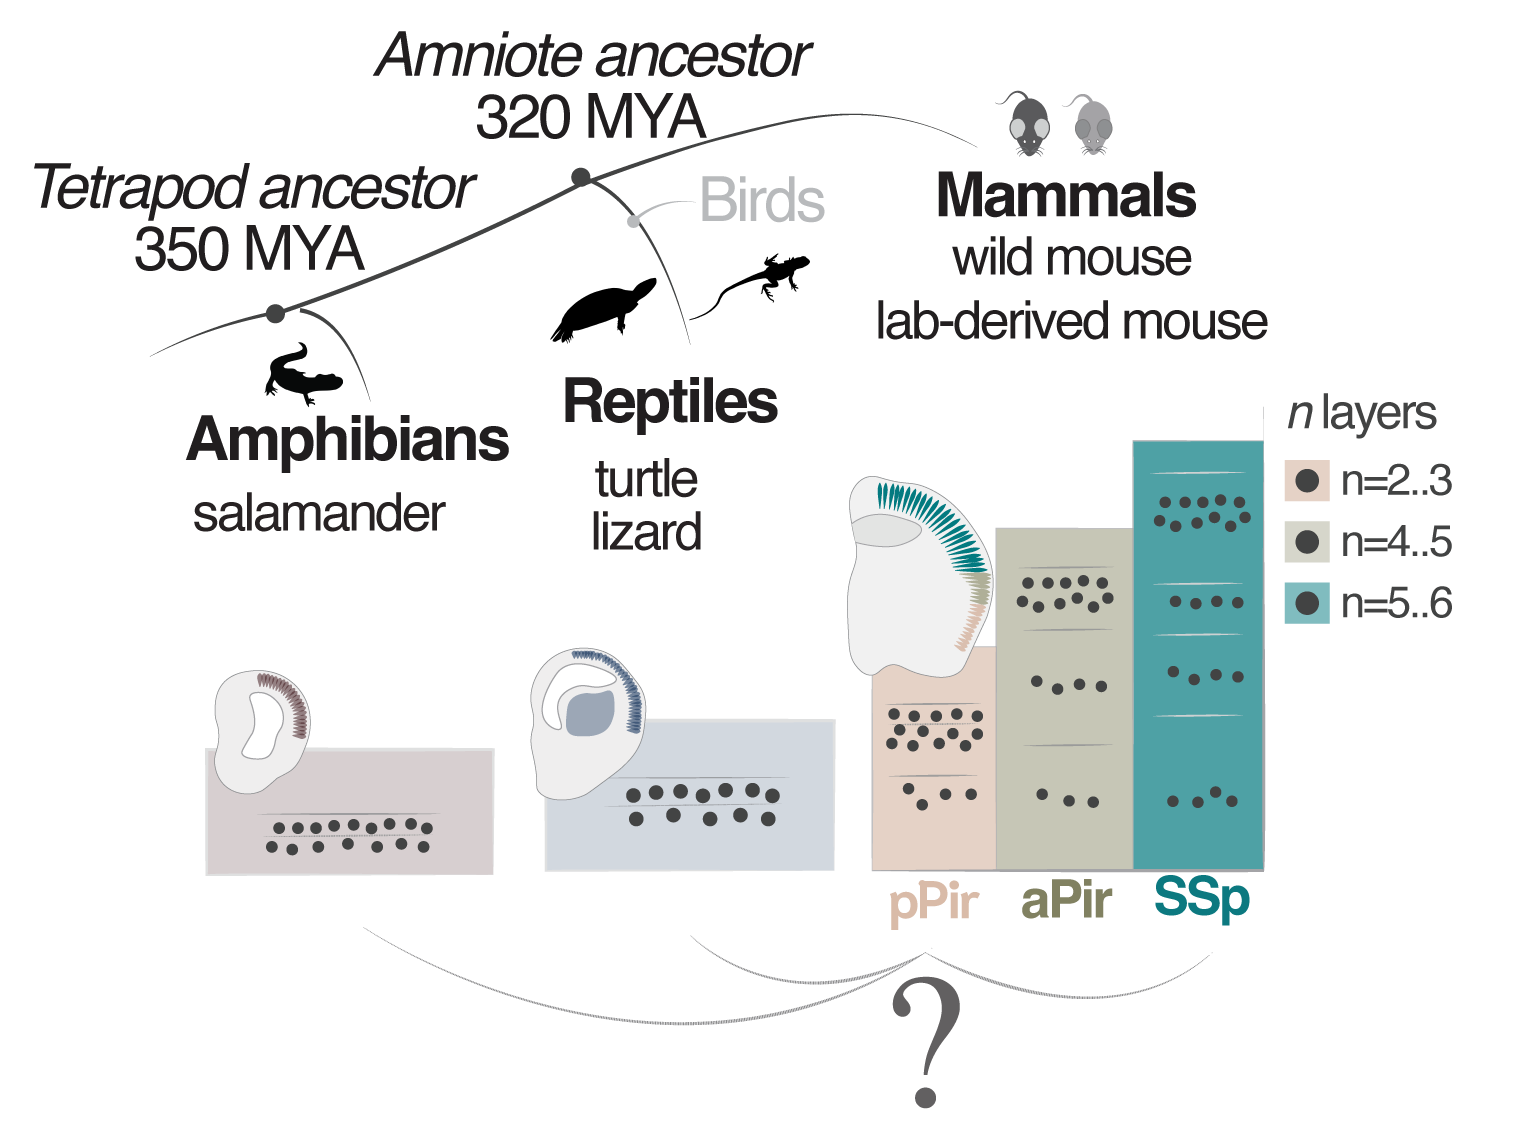 Amniote ancestor
320 MYA
Tetrapod ancestor
350 MYA
Birds
Mammals
wild mouse
lab-derived mouse
Reptiles
turtle
lizard
Amphibians
salamander
n layers
n=2..3
n=4..5
n=5..6
pPir
aPir
SSp
?